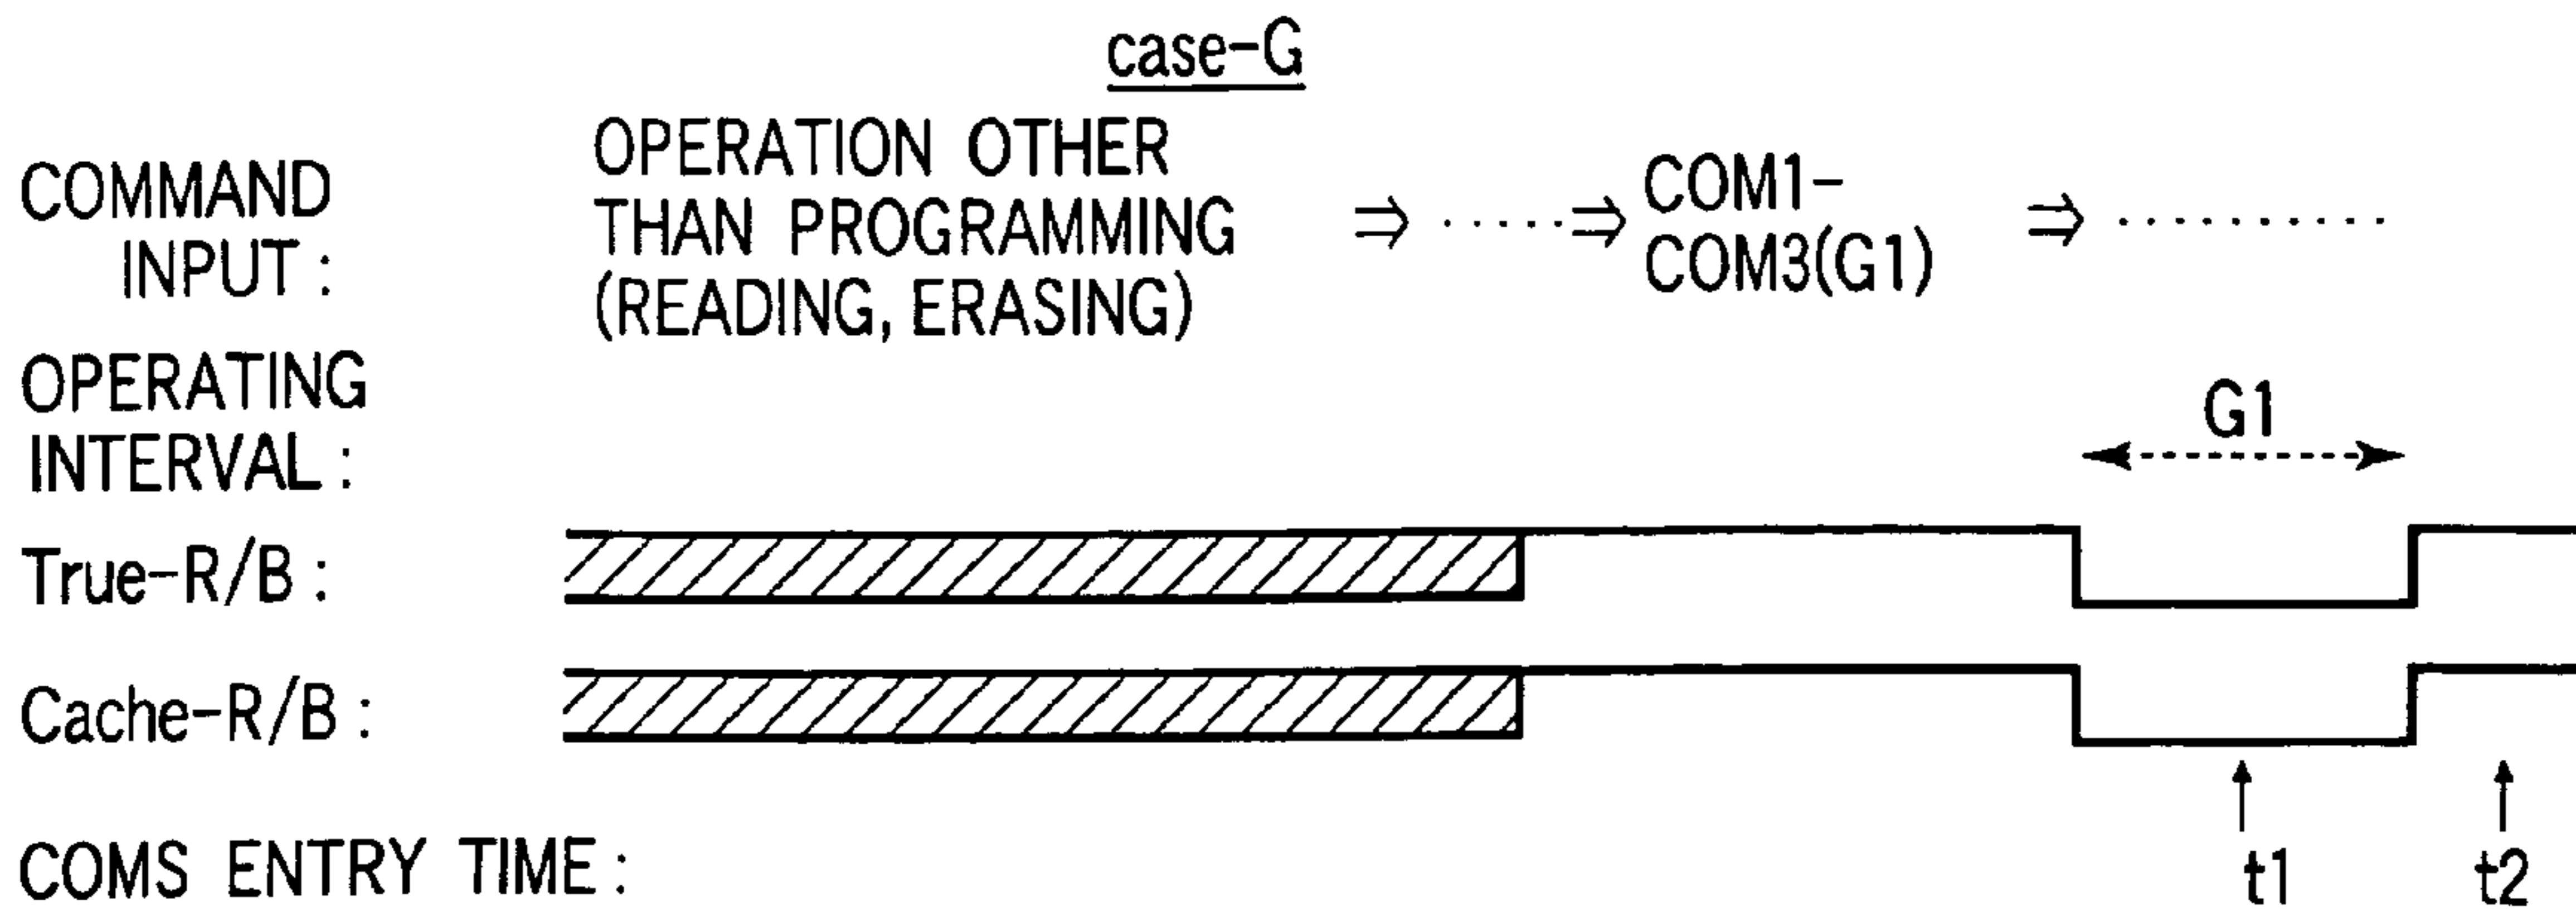 case-G
COMMAND INPUT :
OPERATION OTHER
THAN PROGRAMMING
(READING, ERASING)
⇒ ····· ⇒
COM1-
COM3(G1)
⇒ ··········
OPERATING
INTERVAL :
G1
True-R/B :
Cache-R/B :
COMS ENTRY TIME :
t1
t2